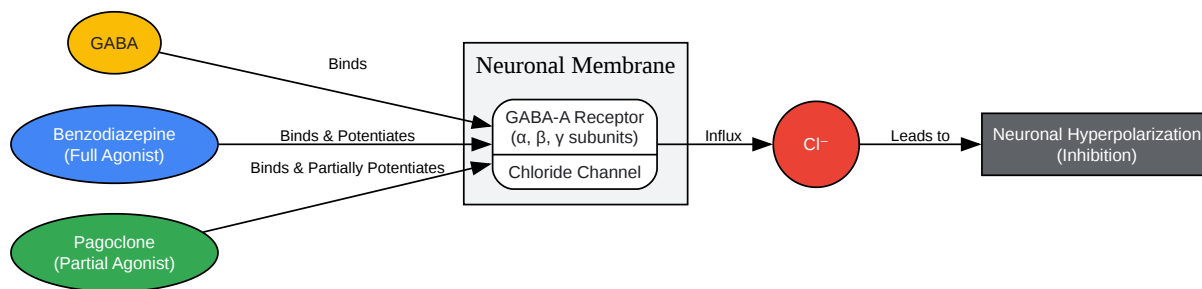 GABA
Binds
Neuronal Membrane
Benzodiazepine
(Full Agonist)
Binds & Potentiates
GABA-A Receptor
(α, β, γ subunits)
Chloride Channel
Influx
Cl⁻
Leads to
Neuronal Hyperpolarization
(Inhibition)
Binds & Partially Potentiates
Pagoclone
(Partial Agonist)